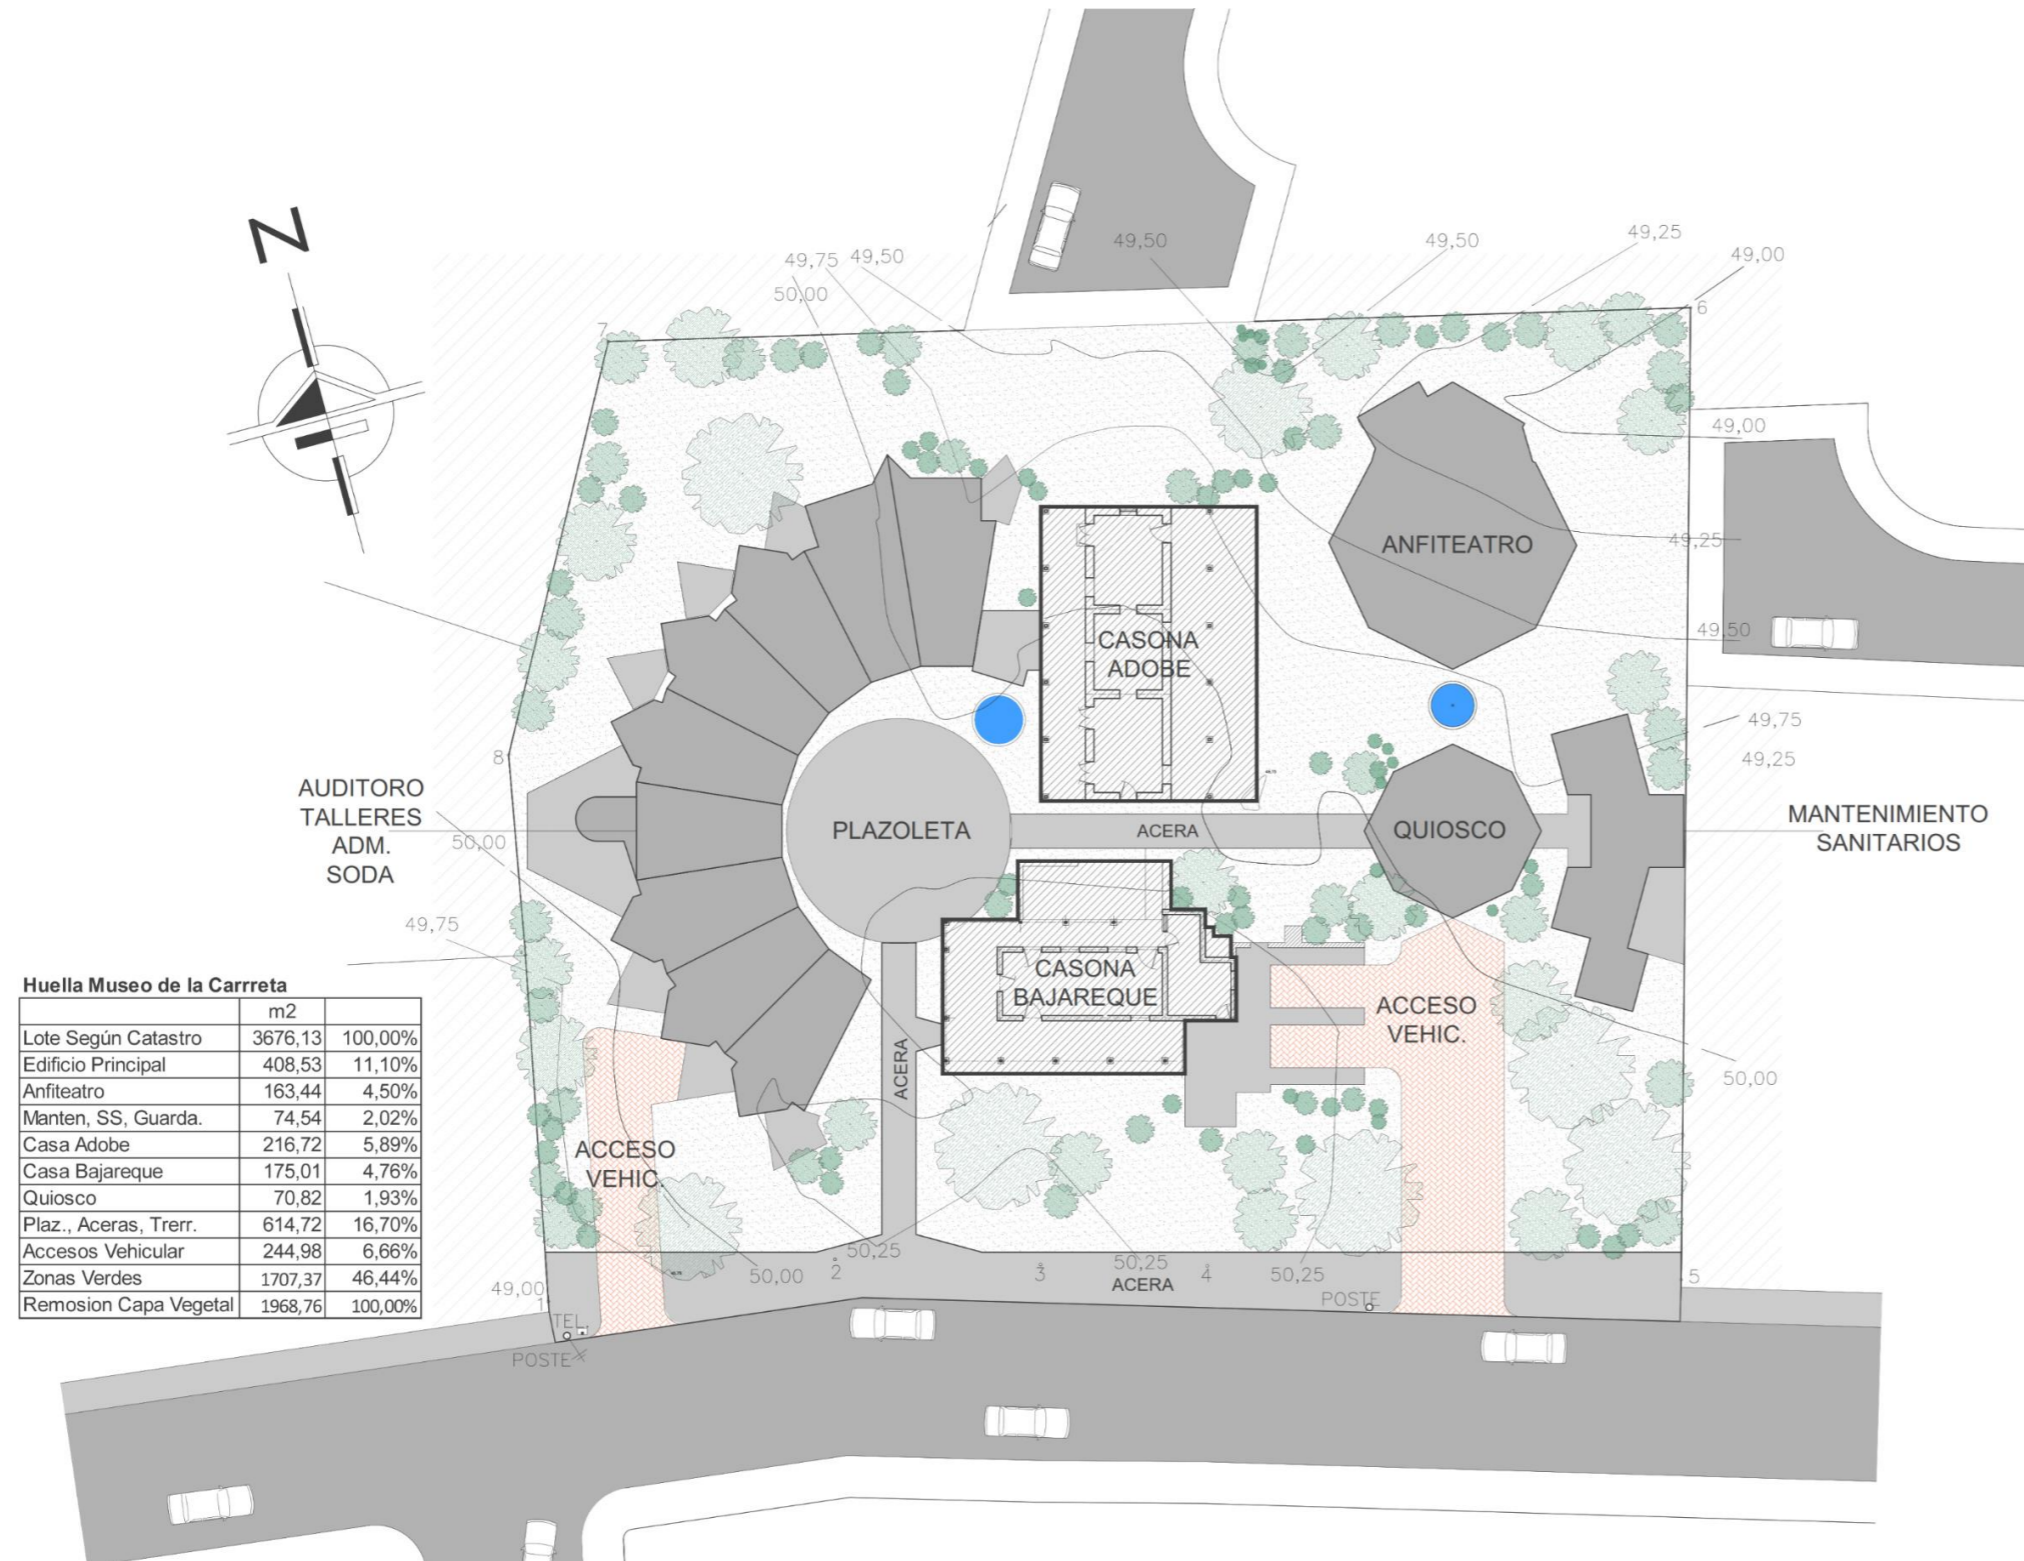 N
49,50
49,50
49,25
49,00
49,75
49,50
50,00
7
6
49,00
ANFITEATRO
49,25
49,50
CASONA
ADOBE
49,75
49,25
8
AUDITORO
TALLERES
ADM.
SODA
50,00
PLAZOLETA
ACERA
QUIOSCO
MANTENIMIENTO
SANITARIOS
49,75
CASONA
BAJAREQUE
ACCESO
VEHIC.
ACERA
50,00
ACCESO
VEHIC.
Huella Museo de la Carrreta
m2
Lote Según Catastro 3676,13 100,00%
Edificio Principal 408,53 11,10%
Anfiteatro 163,44 4,50%
Manten, SS, Guarda. 74,54 2,02%
Casa Adobe 216,72 5,89%
Casa Bajareque 175,01 4,76%
Quiosco 70,82 1,93%
Plaz., Aceras, Trerr. 614,72 16,70%
Accesos Vehicular 244,98 6,66%
Zonas Verdes 1707,37 46,44%
Remosion Capa Vegetal 1968,76 100,00%
49,00
1
50,00
2
50,25
3
50,25
ACERA
4
50,25
5
TEL.
POSTE
POSTE